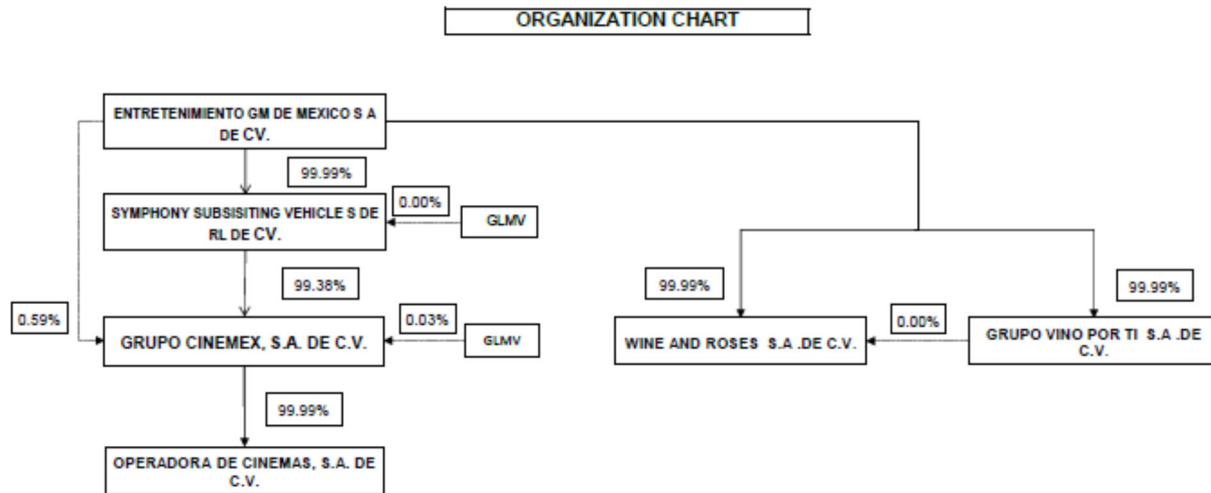 ORGANIZATION CHART
ENTRETENIMIENTO GM DE MEXICO S A
DE CV.
99.99%
SYMPHONY SUBSISITING VEHICLE S DE
RL DE CV.
0.00%
GLMV
99.38%
0.59%
GRUPO CINEMEX, S.A. DE C.V.
0.03%
GLMV
99.99%
OPERADORA DE CINEMAS, S.A. DE
C.V.
99.99%
99.99%
WINE AND ROSES S.A .DE C.V.
0.00%
GRUPO VINO POR TI S.A .DE
C.V.